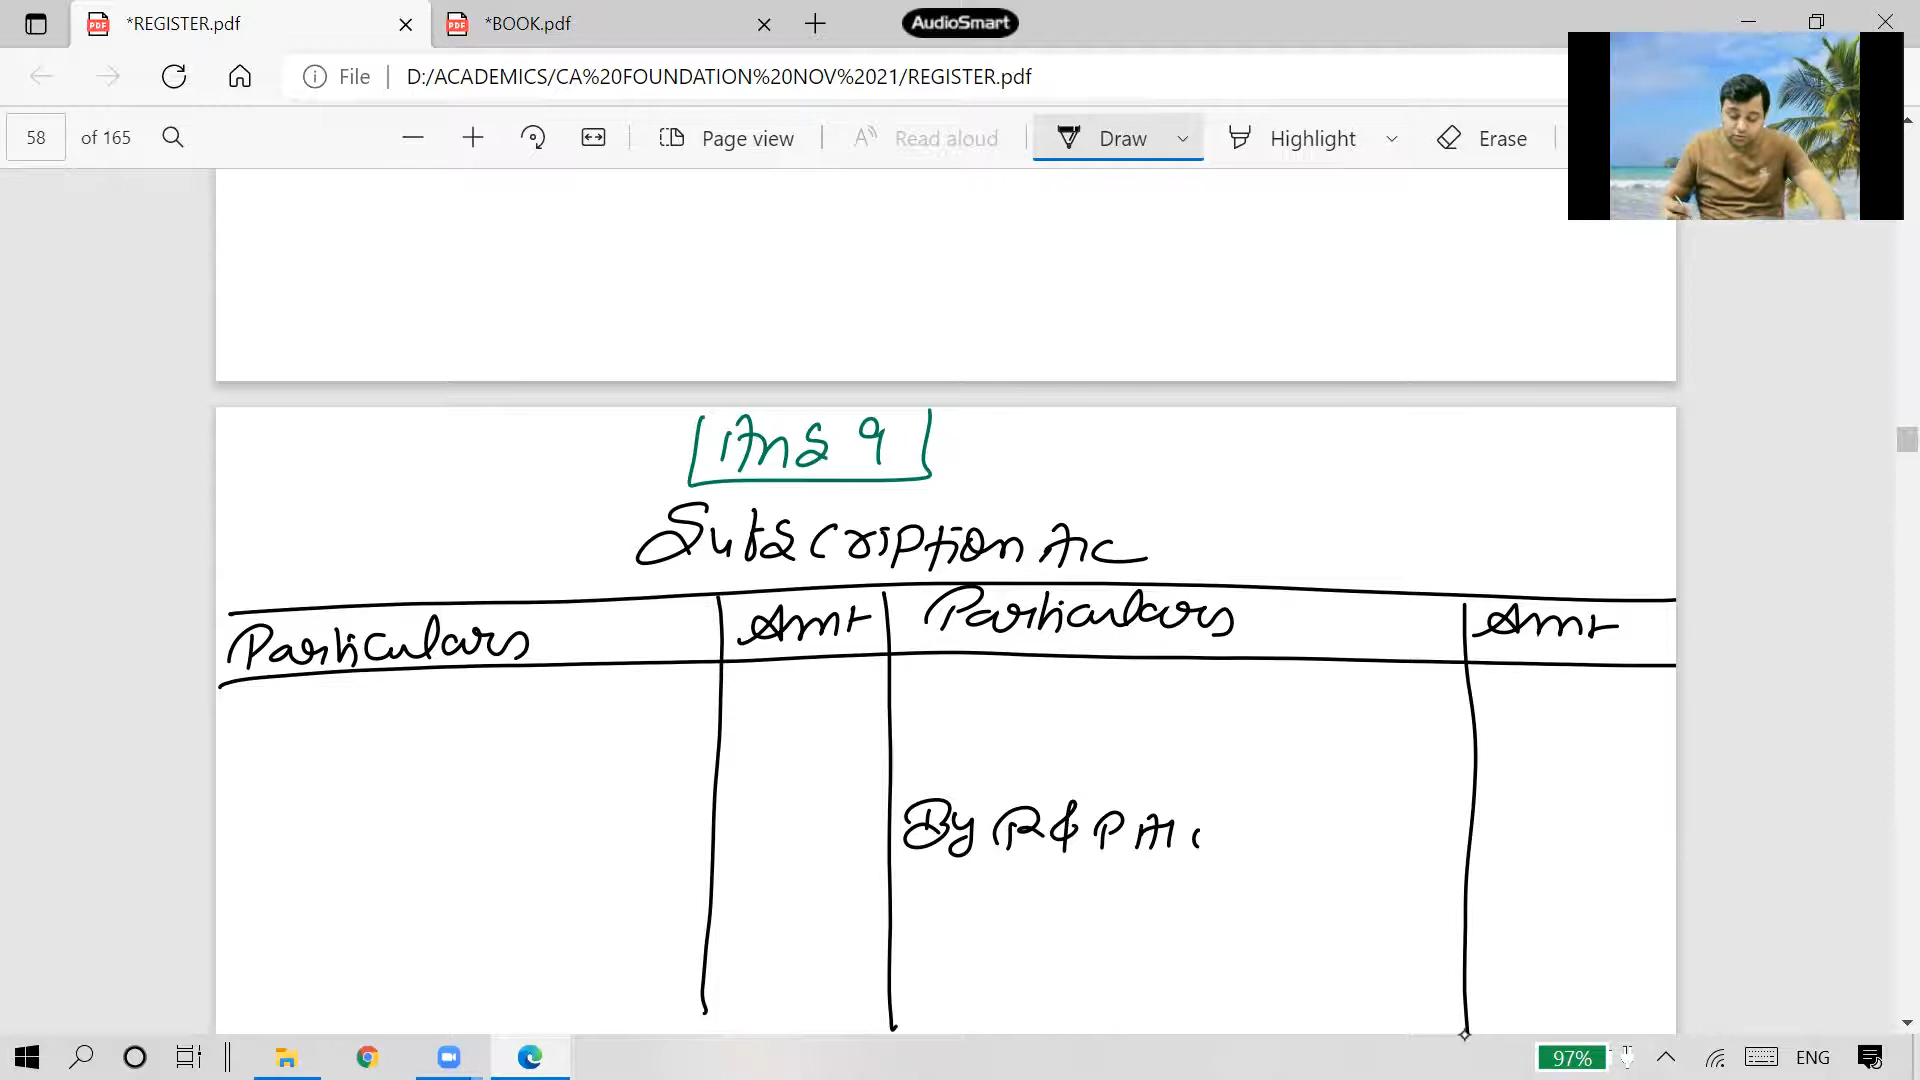 *REGISTER.pdf
*BOOK.pdf
AudioSmart
File
D:/ACADEMICS/CA%20FOUNDATION%20NOV%2021/REGISTER.pdf
58 of 165
Page view
Read aloud
Draw
Highlight
Erase
Ans 9
Subscription A/c
Particulars Amt Particulars Amt
By R & P A/c
97%
ENG